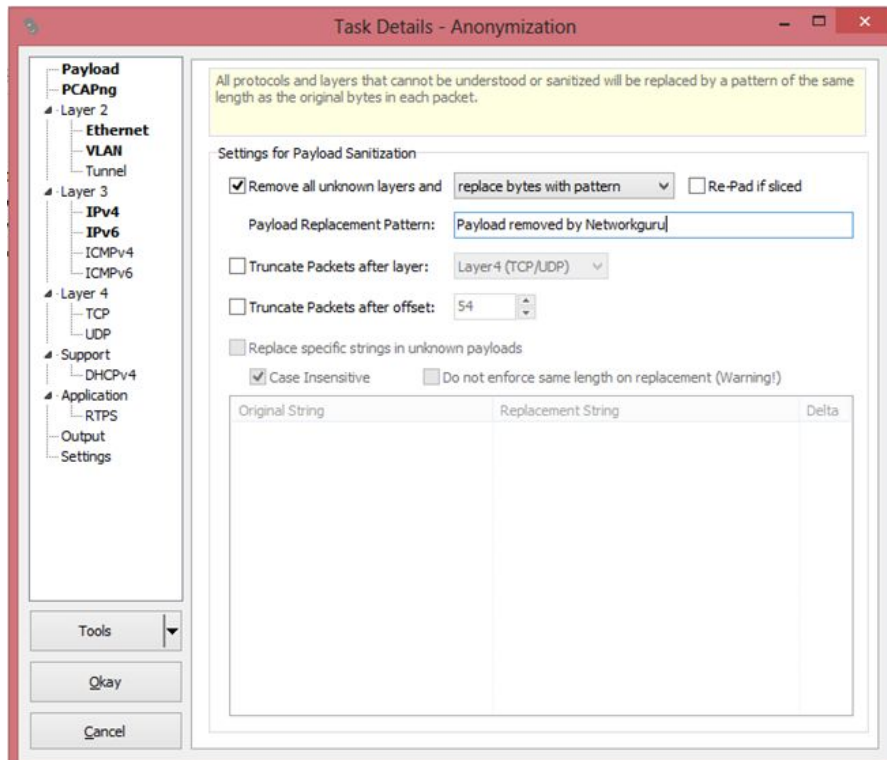 Task Details - Anonymization
Payload
PCAPng
Layer 2
Ethernet
VLAN
Tunnel
Layer 3
IPv4
IPv6
ICMPv4
ICMPv6
Layer 4
TCP
UDP
Support
DHCPv4
Application
RTPS
Output
Settings
Tools
Okay
Cancel
All protocols and layers that cannot be understood or sanitized will be replaced by a pattern of the same
length as the original bytes in each packet.
Settings for Payload Sanitization
Remove all unknown layers and replace bytes with pattern Re-Pad if sliced
Payload Replacement Pattern: Payload removed by Networkguru
Truncate Packets after layer: Layer4 (TCP/UDP)
Truncate Packets after offset: 54
Replace specific strings in unknown payloads
Case Insensitive Do not enforce same length on replacement (Warning!)
Original String Replacement String Delta